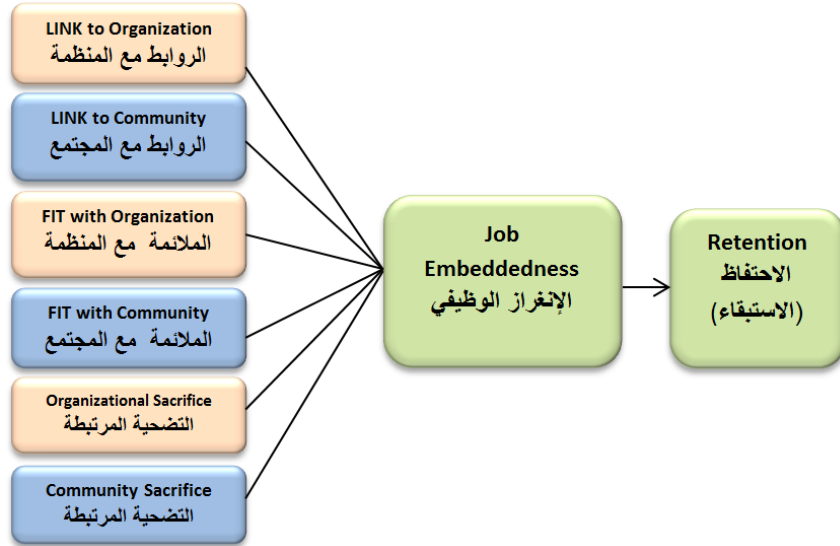 LINK to Organization
الروابط مع المنظمة
LINK to Community
الروابط مع المجتمع
FIT with Organization
الملائمة مع المنظمة
FIT with Community
الملائمة مع المجتمع
Organizational Sacrifice
التضحية المرتبطة
Community Sacrifice
التضحية المرتبطة
Job
Embeddedness
الإنغراز الوظيفي
Retention
الاحتفاظ
(الاستبقاء)